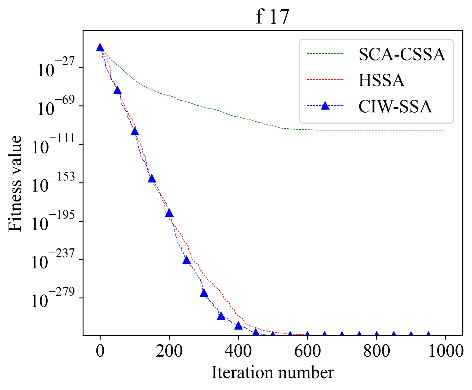 f 17
SCA-CSSA
HSSA
CIW-SSA
Fitness value
10^-27
10^-69
10^-111
10^-153
10^-195
10^-237
10^-279
0 200 400 600 800 1000
Iteration number